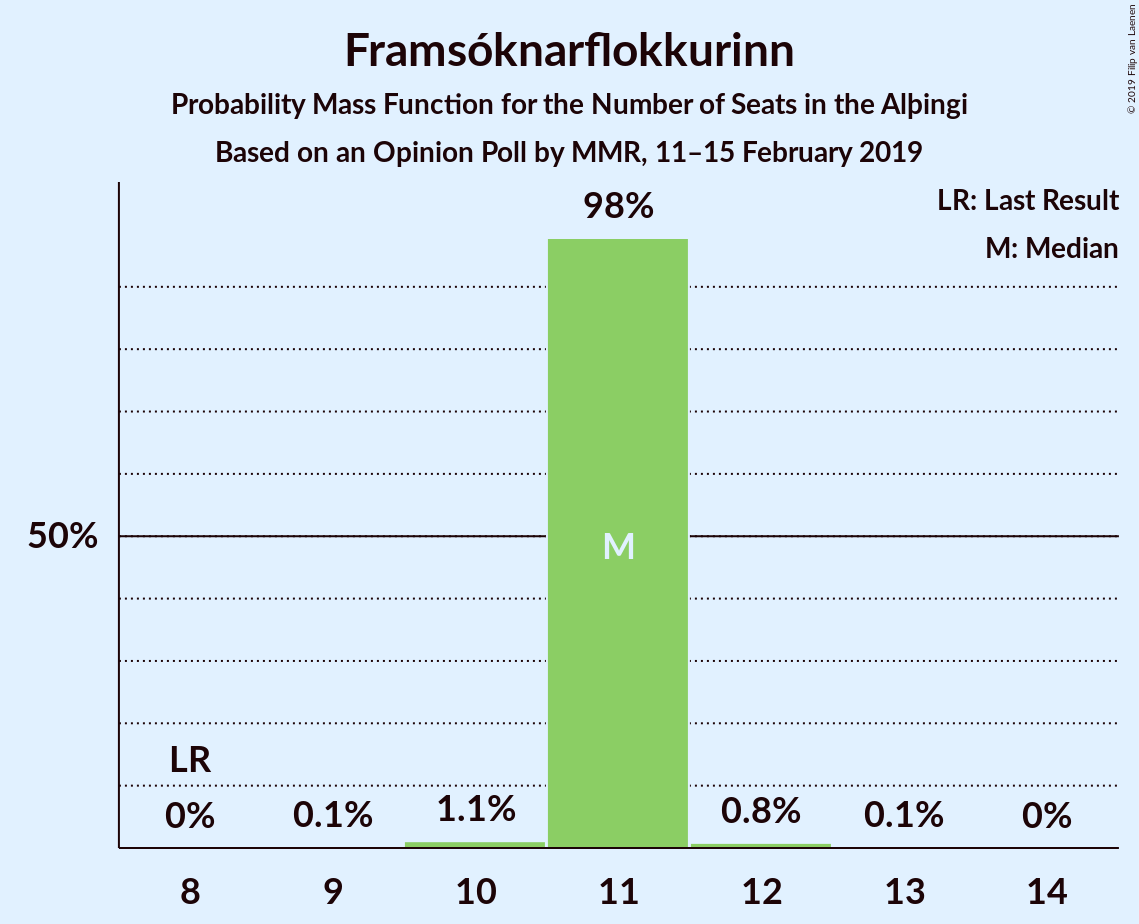 Framsóknarflokkurinn
Probability Mass Function for the Number of Seats in the Alþingi
Based on an Opinion Poll by MMR, 11–15 February 2019
© 2019 Filip van Laenen
LR: Last Result
M: Median
98%
50%
M
LR
0%
0.1%
1.1%
0.8%
0.1%
0%
8
9
10
11
12
13
14